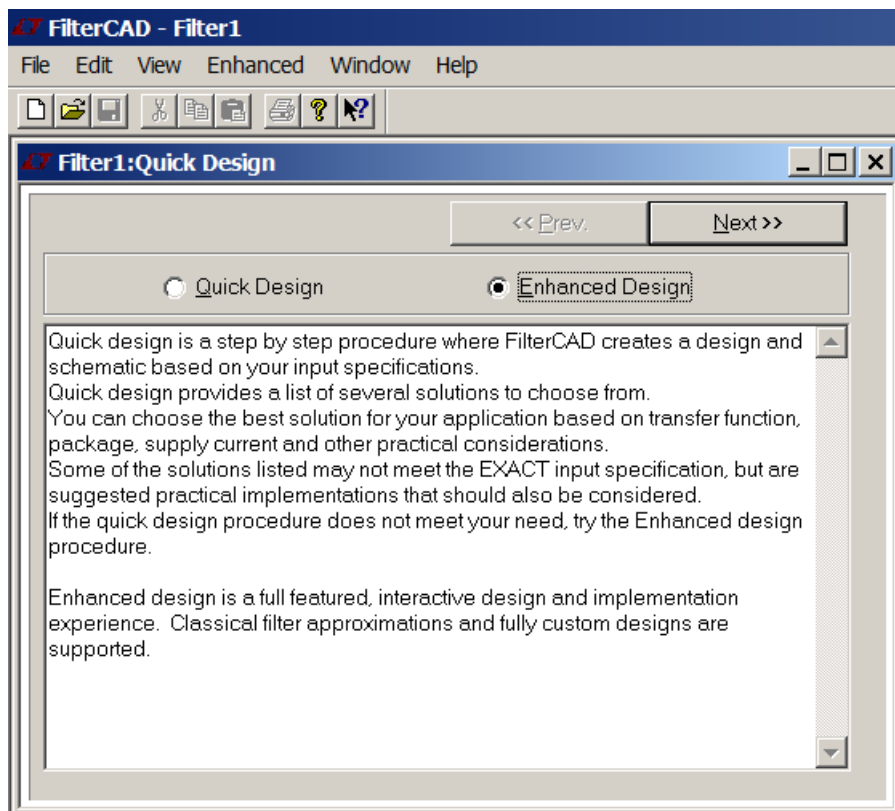 FilterCAD - Filter1
File Edit View Enhanced Window Help
Filter1:Quick Design
<< Prev. Next >>
Quick Design Enhanced Design
Quick design is a step by step procedure where FilterCAD creates a design and
schematic based on your input specifications.
Quick design provides a list of several solutions to choose from.
You can choose the best solution for your application based on transfer function,
package, supply current and other practical considerations.
Some of the solutions listed may not meet the EXACT input specification, but are
suggested practical implementations that should also be considered.
If the quick design procedure does not meet your need, try the Enhanced design
procedure.
Enhanced design is a full featured, interactive design and implementation
experience.  Classical filter approximations and fully custom designs are
supported.